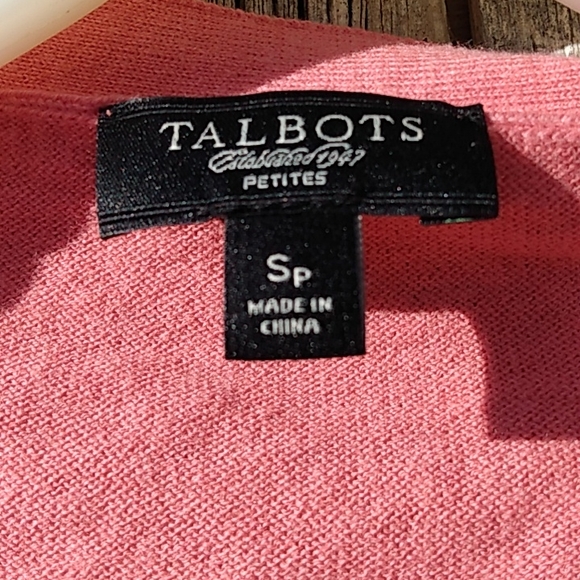 TALBOTS
Established 1947
PETITES
SP
MADE IN
CHINA